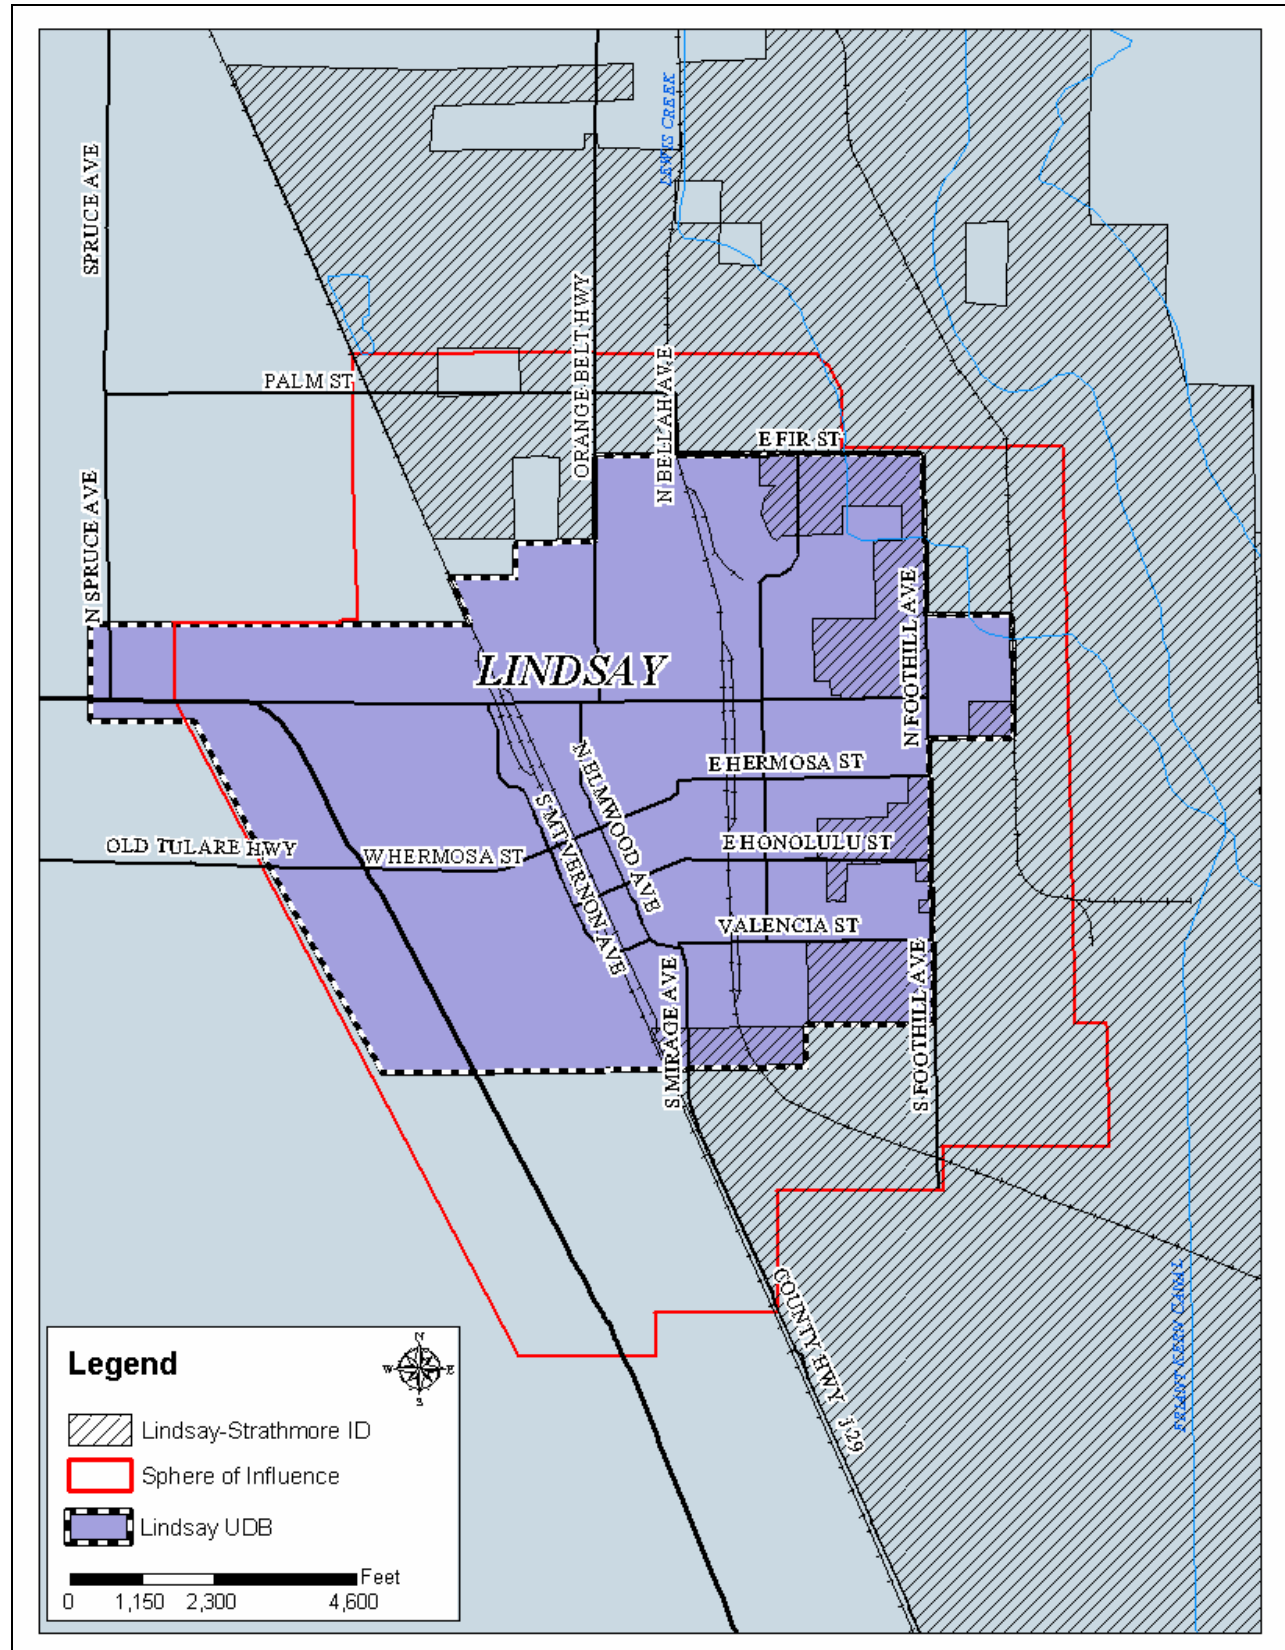 LEWIS CREEK
SPRUCE AVE
ORANGE BELT HWY
N BELLAH AVE
PALM ST
E FIR ST
N SPRUCE AVE
N FOOTHILL AVE
LINDSAY
N ELMWOOD AVE
E HERMOSA ST
S MT VERNON AVE
OLD TULARE HWY
W HERMOSA ST
E HONOLULU ST
VALENCIA ST
S MIRAGE AVE
S FOOTHILL AVE
COUNTY HWY J 29
FRIANT KERN CANAL
Legend
N
W
E
S
Lindsay-Strathmore ID
Sphere of Influence
Lindsay UDB
Feet
0 1,150 2,300 4,600